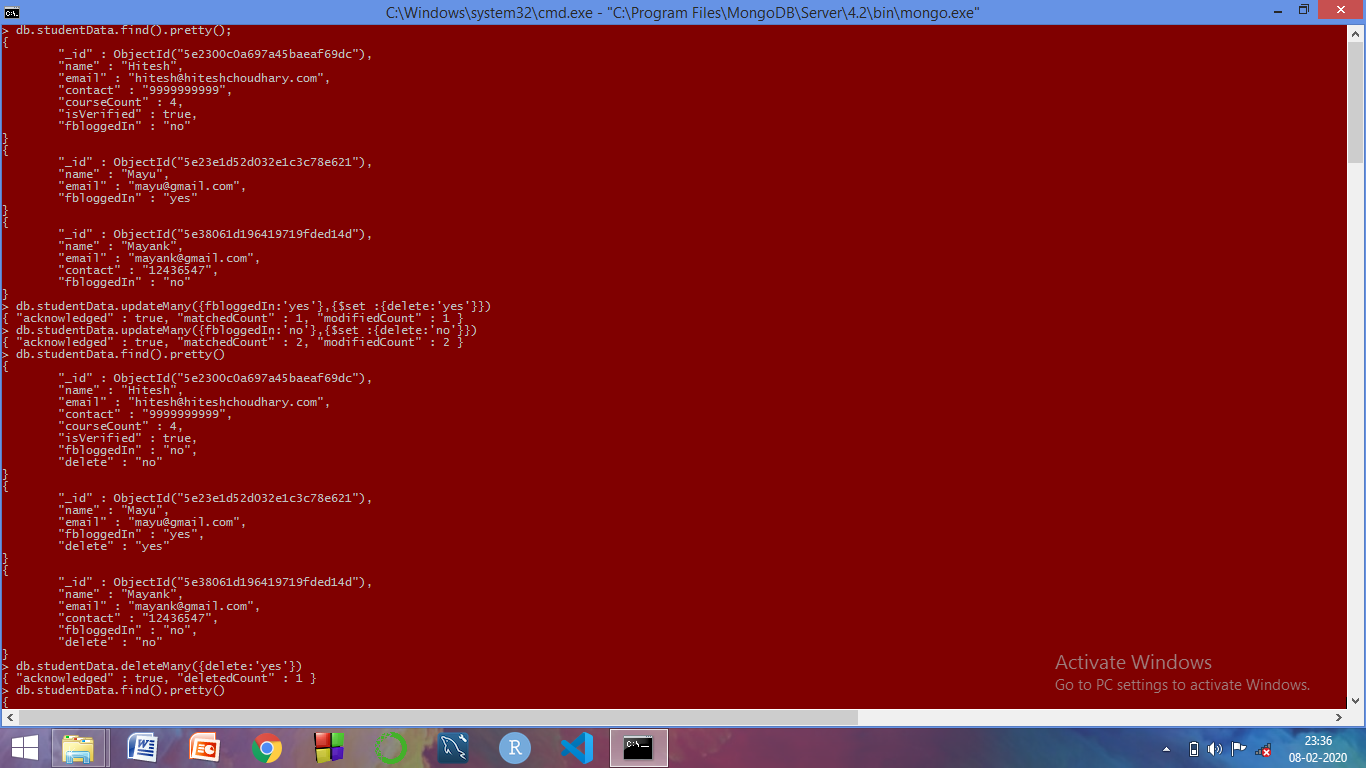 C:\Windows\system32\cmd.exe - "C:\Program Files\MongoDB\Server\4.2\bin\mongo.exe"
> db.studentData.find().pretty();
{
"_id" : ObjectId("5e2300c0a697a45baeaf69dc"),
"name" : "Hitesh",
"email" : "hitesh@hiteshchoudhary.com",
"contact" : "9999999999",
"courseCount" : 4,
"isVerified" : true,
"fbloggedIn" : "no"
}
{
"_id" : ObjectId("5e23e1d52d032e1c3c78e621"),
"name" : "Mayu",
"email" : "mayu@gmail.com",
"fbloggedIn" : "yes"
}
{
"_id" : ObjectId("5e38061d196419719fded14d"),
"name" : "Mayank",
"email" : "mayank@gmail.com",
"contact" : "12436547",
"fbloggedIn" : "no"
}
> db.studentData.updateMany({fbloggedIn:'yes'},{$set :{delete:'yes'}})
{ "acknowledged" : true, "matchedCount" : 1, "modifiedCount" : 1 }
> db.studentData.updateMany({fbloggedIn:'no'},{$set :{delete:'no'}})
{ "acknowledged" : true, "matchedCount" : 2, "modifiedCount" : 2 }
> db.studentData.find().pretty()
{
"_id" : ObjectId("5e2300c0a697a45baeaf69dc"),
"name" : "Hitesh",
"email" : "hitesh@hiteshchoudhary.com",
"contact" : "9999999999",
"courseCount" : 4,
"isVerified" : true,
"fbloggedIn" : "no",
"delete" : "no"
}
{
"_id" : ObjectId("5e23e1d52d032e1c3c78e621"),
"name" : "Mayu",
"email" : "mayu@gmail.com",
"fbloggedIn" : "yes",
"delete" : "yes"
}
{
"_id" : ObjectId("5e38061d196419719fded14d"),
"name" : "Mayank",
"email" : "mayank@gmail.com",
"contact" : "12436547",
"fbloggedIn" : "no",
"delete" : "no"
}
> db.studentData.deleteMany({delete:'yes'})
{ "acknowledged" : true, "deletedCount" : 1 }
> db.studentData.find().pretty()
{
Activate Windows
Go to PC settings to activate Windows.
23:36
08-02-2020